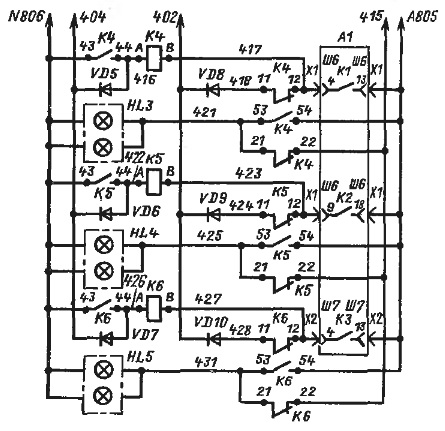 N806 404 402 415 A805
43 K4 44 A K4 B 417 K4 A1
VD5 416 VD8 418 11 12 X1 Ш6 4 K1 13 Ш6 X1
HL3 421 53 54
K4
21 22
422 K5 K4
43 44 A B 423 K5 Ш6 Ш6
K5 X1 K2 X1
VD6 VD9 424 11 12 9 18
HL4 425 53 54
K5
21 22
426 K6 K5
43 44 A B 427 K6 Ш7 Ш7
K6 X2 K3 X2
VD7 VD10 428 11 12 4 13
HL5 431 53 54
K6
21 22
K6